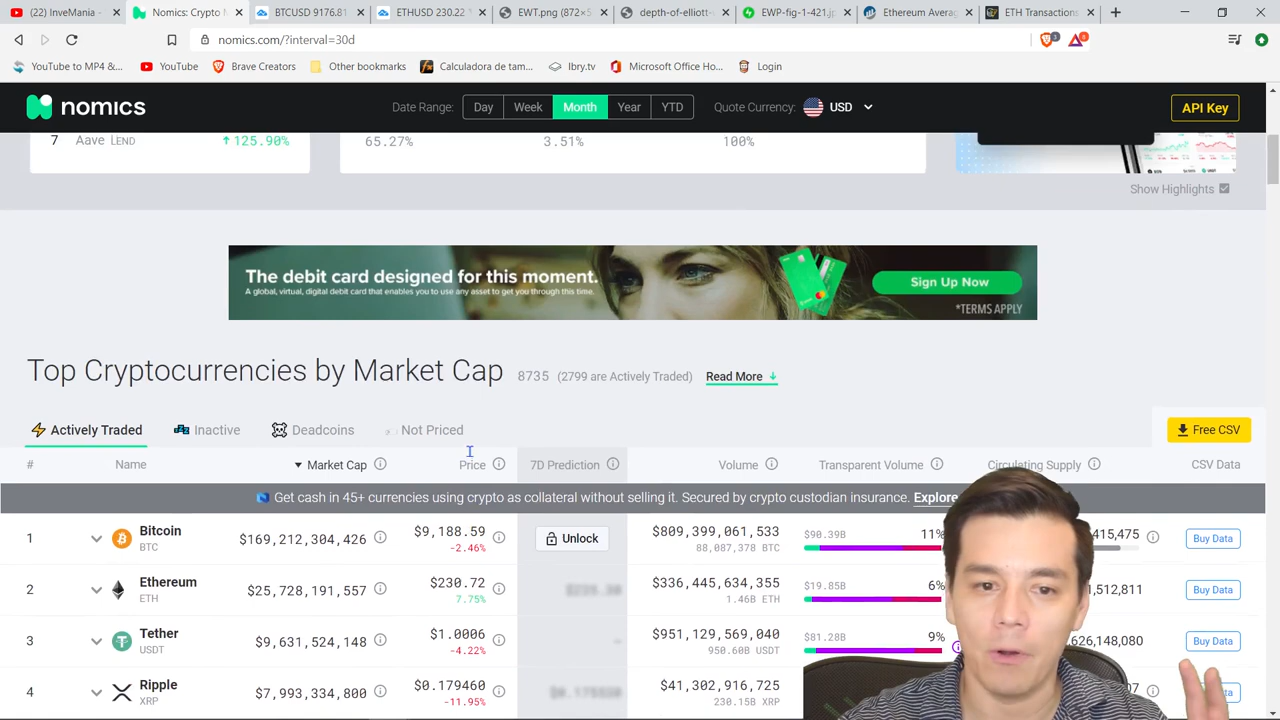 (22) InveMania -
Nomics: Crypto M
BTCUSD 9176.81
ETHUSD 230.22
EWT.png (872×5
depth-of-elliott-
EWP-fig-1-421.j
Ethereum Averag
ETH Transactions
nomics.com/?interval=30d
YouTube to MP4 &...
YouTube
Brave Creators
Other bookmarks
Calculadora de tam...
lbry.tv
Microsoft Office Ho...
Login
nomics
Date Range:
Day
Week
Month
Year
YTD
Quote Currency:
USD
API Key
7 Aave LEND ↑ 125.90%
65.27% 3.51% 100%
Show Highlights
The debit card designed for this moment.
A global, virtual, digital debit card that enables you to use any asset to get you through this time.
Sign Up Now
*TERMS APPLY
Top Cryptocurrencies by Market Cap 8735 (2799 are Actively Traded) Read More
Actively Traded
Inactive
Deadcoins
Not Priced
Free CSV
# Name Market Cap Price 7D Prediction Volume Transparent Volume Circulating Supply CSV Data
Get cash in 45+ currencies using crypto as collateral without selling it. Secured by crypto custodian insurance. Explore
1 Bitcoin $169,212,304,426 $9,188.59 Unlock $809,399,061,533 $90.39B 11% 415,475 Buy Data
BTC -2.46% 88,087,378 BTC
2 Ethereum $25,728,191,557 $230.72 $336,445,634,355 $19.85B 6% 512,811 Buy Data
ETH 7.75% 1.46B ETH
3 Tether $9,631,524,148 $1.0006 $951,129,569,040 $81.28B 9% 626,148,080 Buy Data
USDT -4.22% 950.60B USDT
4 Ripple $7,993,334,800 $0.179460 $41,302,916,725
XRP -11.95% 230.15B XRP